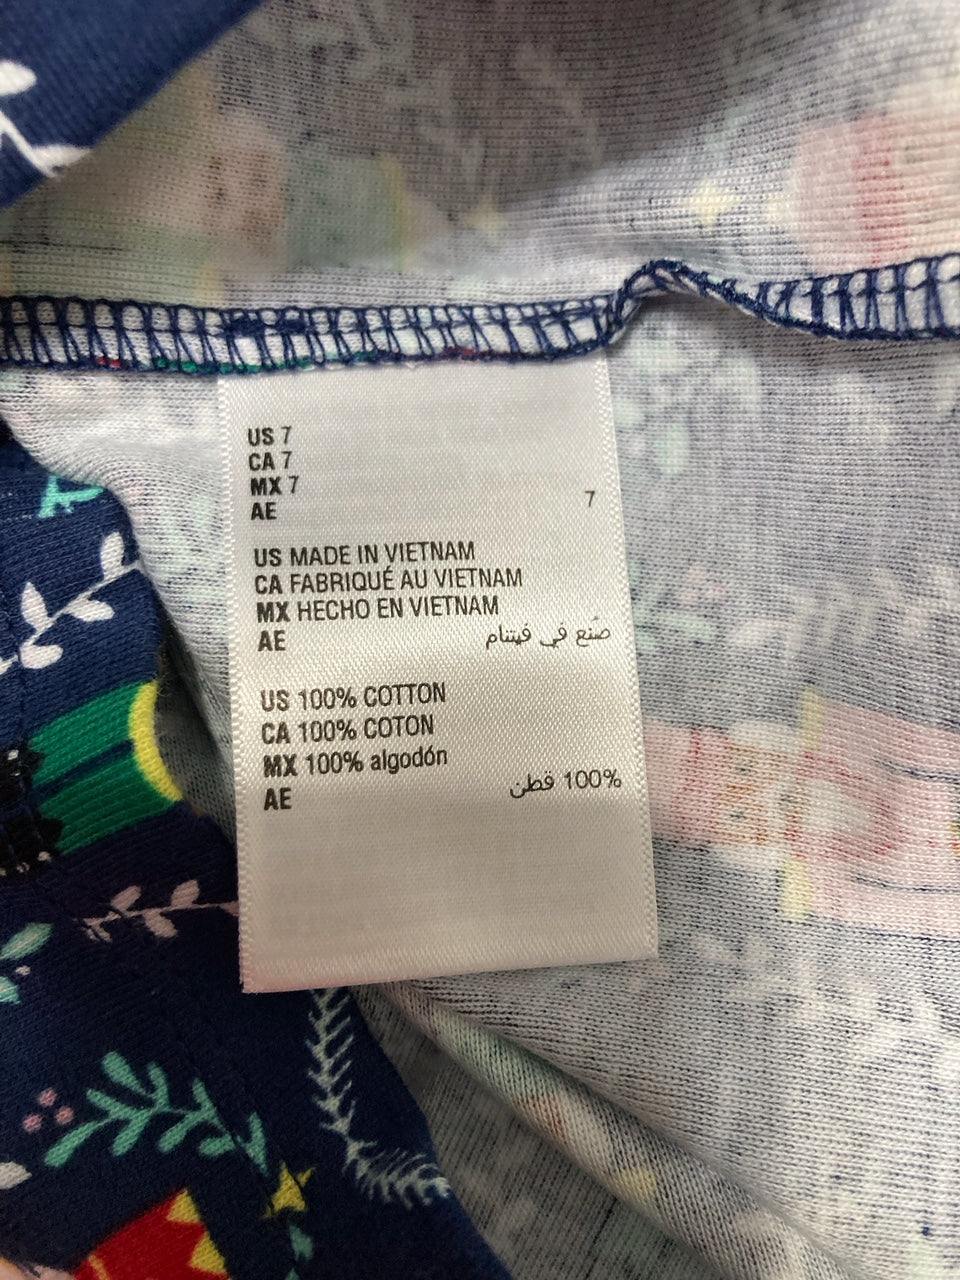 US 7
CA 7
MX 7
AE 7
US MADE IN VIETNAM
CA FABRIQUÉ AU VIETNAM
MX HECHO EN VIETNAM
AE صُنع في فيتنام
US 100% COTTON
CA 100% COTON
MX 100% algodón
AE 100% قطن